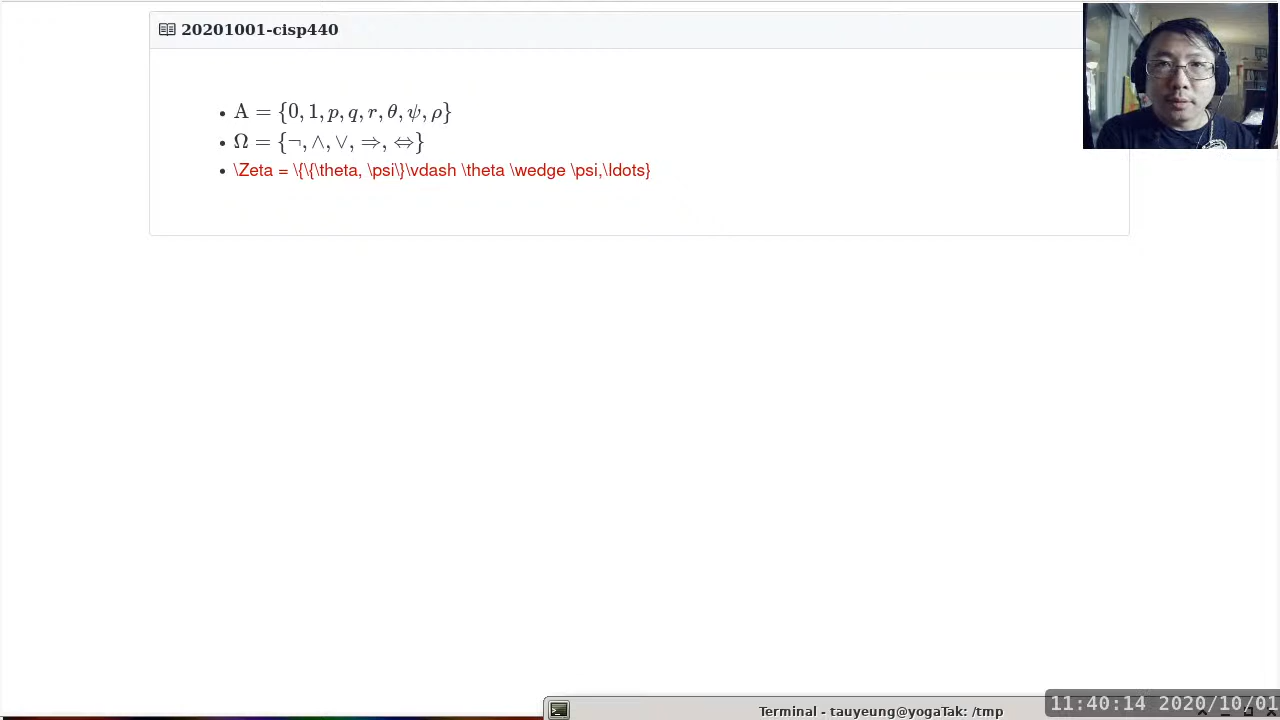 20201001-cisp440
A = {0, 1, p, q, r, θ, ψ, ρ}
Ω = {¬, ∧, ∨, ⇒, ⇔}
\Zeta = \{\{\theta, \psi\}\vdash \theta \wedge \psi,\ldots}
Terminal - tauyeung@yogaTak: /tmp
11:40:14 2020/10/01